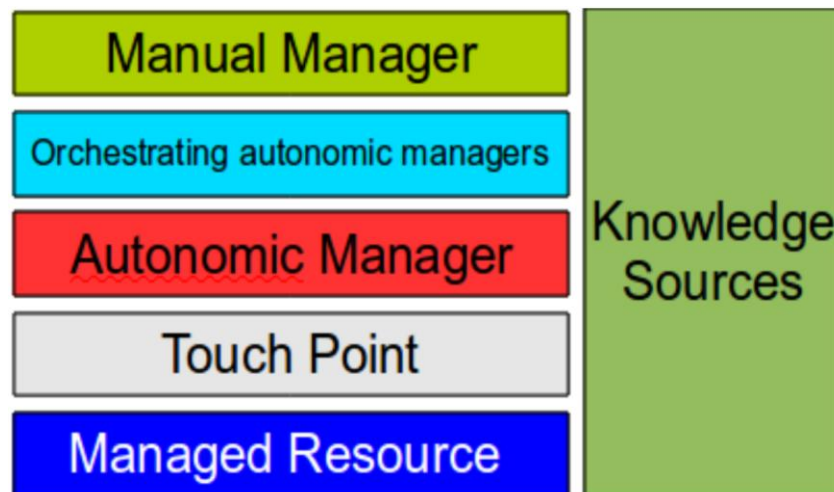 Manual Manager
Orchestrating autonomic managers
Autonomic Manager
Touch Point
Managed Resource
Knowledge
Sources